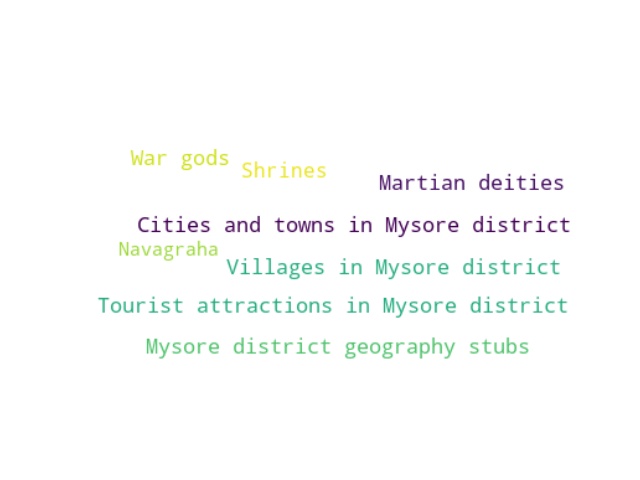 War gods
Shrines
Martian deities
Cities and towns in Mysore district
Navagraha
Villages in Mysore district
Tourist attractions in Mysore district
Mysore district geography stubs